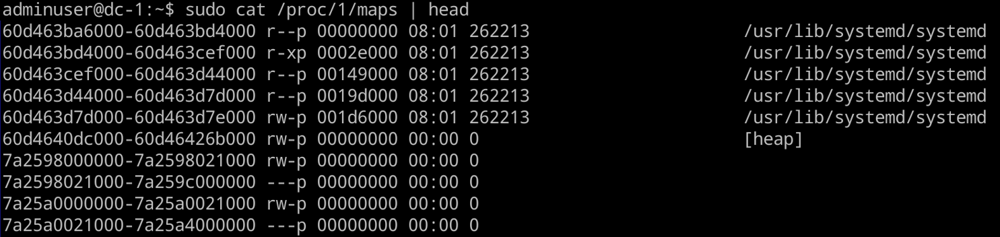 adminuser@dc-1:~$ sudo cat /proc/1/maps | head
60d463ba6000-60d463bd4000 r--p 00000000 08:01 262213                     /usr/lib/systemd/systemd
60d463bd4000-60d463cef000 r-xp 0002e000 08:01 262213                     /usr/lib/systemd/systemd
60d463cef000-60d463d44000 r--p 00149000 08:01 262213                     /usr/lib/systemd/systemd
60d463d44000-60d463d7d000 r--p 0019d000 08:01 262213                     /usr/lib/systemd/systemd
60d463d7d000-60d463d7e000 rw-p 001d6000 08:01 262213                     /usr/lib/systemd/systemd
60d4640dc000-60d46426b000 rw-p 00000000 00:00 0                          [heap]
7a2598000000-7a2598021000 rw-p 00000000 00:00 0
7a2598021000-7a259c000000 ---p 00000000 00:00 0
7a25a0000000-7a25a0021000 rw-p 00000000 00:00 0
7a25a0021000-7a25a4000000 ---p 00000000 00:00 0